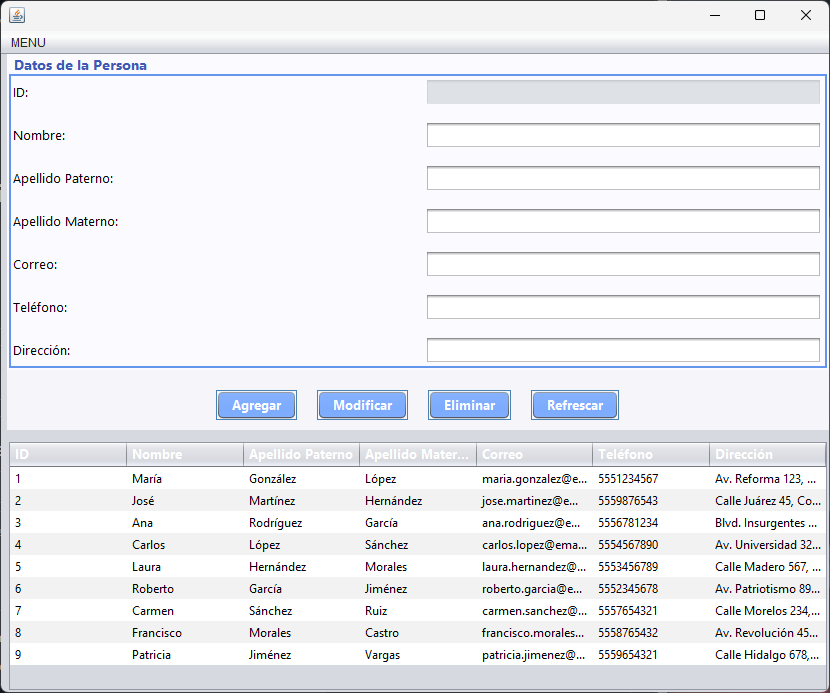 MENU
Datos de la Persona
ID:
Nombre:
Apellido Paterno:
Apellido Materno:
Correo:
Teléfono:
Dirección:
Agregar Modificar Eliminar Refrescar
ID Nombre Apellido Paterno Apellido Mater... Correo Teléfono Dirección
1 María González López maria.gonzalez@e... 5551234567 Av. Reforma 123, ...
2 José Martínez Hernández jose.martinez@e... 5559876543 Calle Juárez 45, Co...
3 Ana Rodríguez García ana.rodriguez@e... 5556781234 Blvd. Insurgentes ...
4 Carlos López Sánchez carlos.lopez@ema... 5554567890 Av. Universidad 32...
5 Laura Hernández Morales laura.hernandez@... 5553456789 Calle Madero 567, ...
6 Roberto García Jiménez roberto.garcia@e... 5552345678 Av. Patriotismo 89...
7 Carmen Sánchez Ruiz carmen.sanchez@... 5557654321 Calle Morelos 234,...
8 Francisco Morales Castro francisco.morales... 5558765432 Av. Revolución 45...
9 Patricia Jiménez Vargas patricia.jimenez@... 5559654321 Calle Hidalgo 678,...